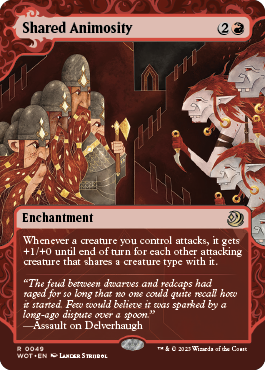 Shared Animosity 2
Enchantment
Whenever a creature you control attacks, it gets
+1/+0 until end of turn for each other attacking
creature that shares a creature type with it.
“The feud between dwarves and redcaps had
raged for so long that no one could quite recall how
it started. Few would believe it was sparked by a
long-ago dispute over a spoon.”
—Assault on Delverhaugh
R 0049
WOT • EN Lander Strijbol
™ & © 2023 Wizards of the Coast